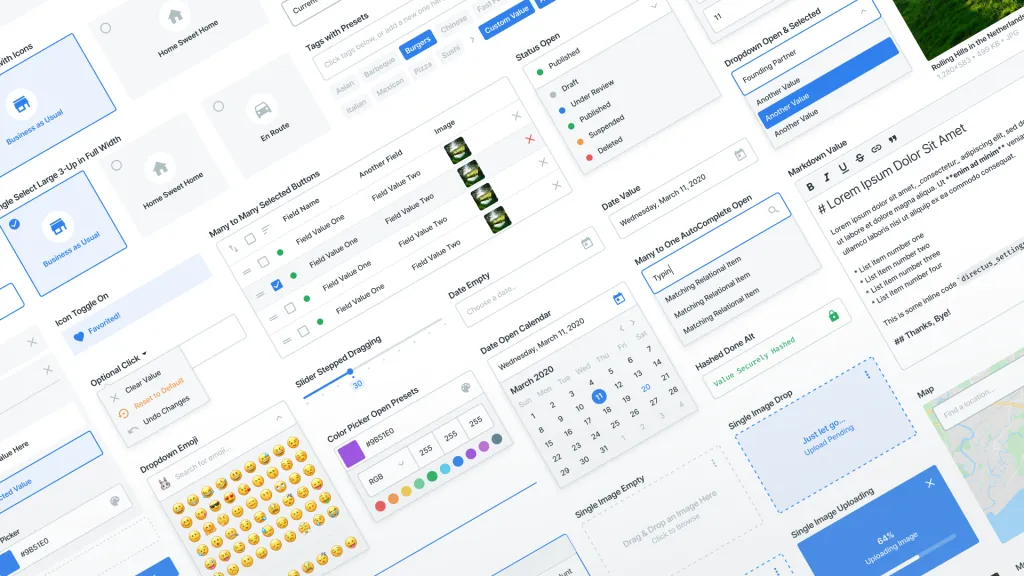 with Icons
Business as Usual
Home Sweet Home
En Route
Single Select Large 3-Up in Full Width
Business as Usual
Home Sweet Home
Icon Toggle On
Favorited!
Optional Click
Clear Value
Reset to Default
Undo Changes
Value Here
Selected Value
Picker
#9B51E0
Dropdown Emoji
Search for emoji...
Current
Tags with Presets
Click tags below, or add a new one here
Asian
Barbeque
Burgers
Chinese
Fast
Italian
Mexican
Pizza
Sushi
Custom Value
Many to Many Selected Buttons
Field Name
Another Field
Image
Field Value One
Field Value Two
Field Value One
Field Value Two
Field Value One
Field Value Two
Field Value One
Field Value Two
Slider Stepped Dragging
30
Color Picker Open Presets
#9B51E0
RGB
255
255
255
Status Open
Published
Draft
Under Review
Published
Suspended
Deleted
Date Empty
Choose a date...
Date Value
Wednesday, March 11, 2020
Date Open Calendar
Wednesday, March 11, 2020
March 2020
Sun Mon Tue Wed Thu Fri Sat
1 2 3 4 5 6 7
8 9 10 11 12 13 14
15 16 17 18 19 20 21
22 23 24 25 26 27 28
29 30 31 1 2 3 4
Single Image Empty
Drag & Drop an Image Here
Click to Browse
11
Dropdown Open & Selected
Founding Partner
Another Value
Another Value
Another Value
Many to One AutoComplete Open
Typin
Matching Relational Item
Matching Relational Item
Matching Relational Item
Hashed Done Alt
Value Securely Hashed
Single Image Drop
Just let go...
Upload Pending
Single Image Uploading
64%
Uploading Image
Rolling Hills in the Netherlands
1,280×583 • 499 KB • JPG
Markdown Value
B I U S
# Lorem Ipsum Dolor Sit Amet
Lorem ipsum dolor sit amet, _consectetur_ adipiscing elit, sed do
ut labore et dolore magna aliqua. Ut **enim ad minim** veniam
ullamco laboris nisi ut aliquip ex ea commodo consequat.
* List item number one
* List item number two
* List item number three
* List item number four
This is some inline code `directus_settings
## Thanks, Bye!
Map
Find a location...